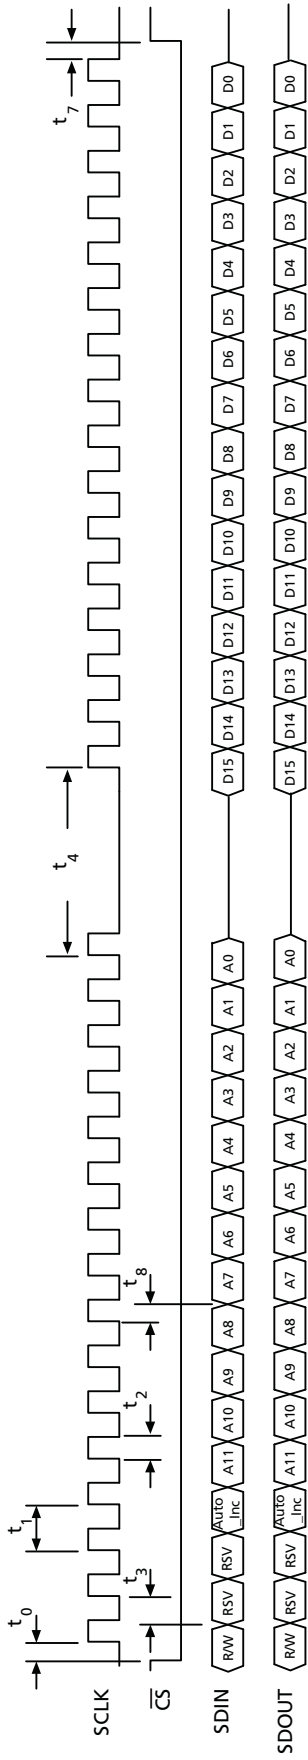 t0 t1 t3 t2 t8 t4 t7
SCLK
CS
SDIN R/W RSV RSV Auto_Inc A11 A10 A9 A8 A7 A6 A5 A4 A3 A2 A1 A0 D15 D14 D13 D12 D11 D10 D9 D8 D7 D6 D5 D4 D3 D2 D1 D0
SDOUT R/W RSV RSV Auto_Inc A11 A10 A9 A8 A7 A6 A5 A4 A3 A2 A1 A0 D15 D14 D13 D12 D11 D10 D9 D8 D7 D6 D5 D4 D3 D2 D1 D0